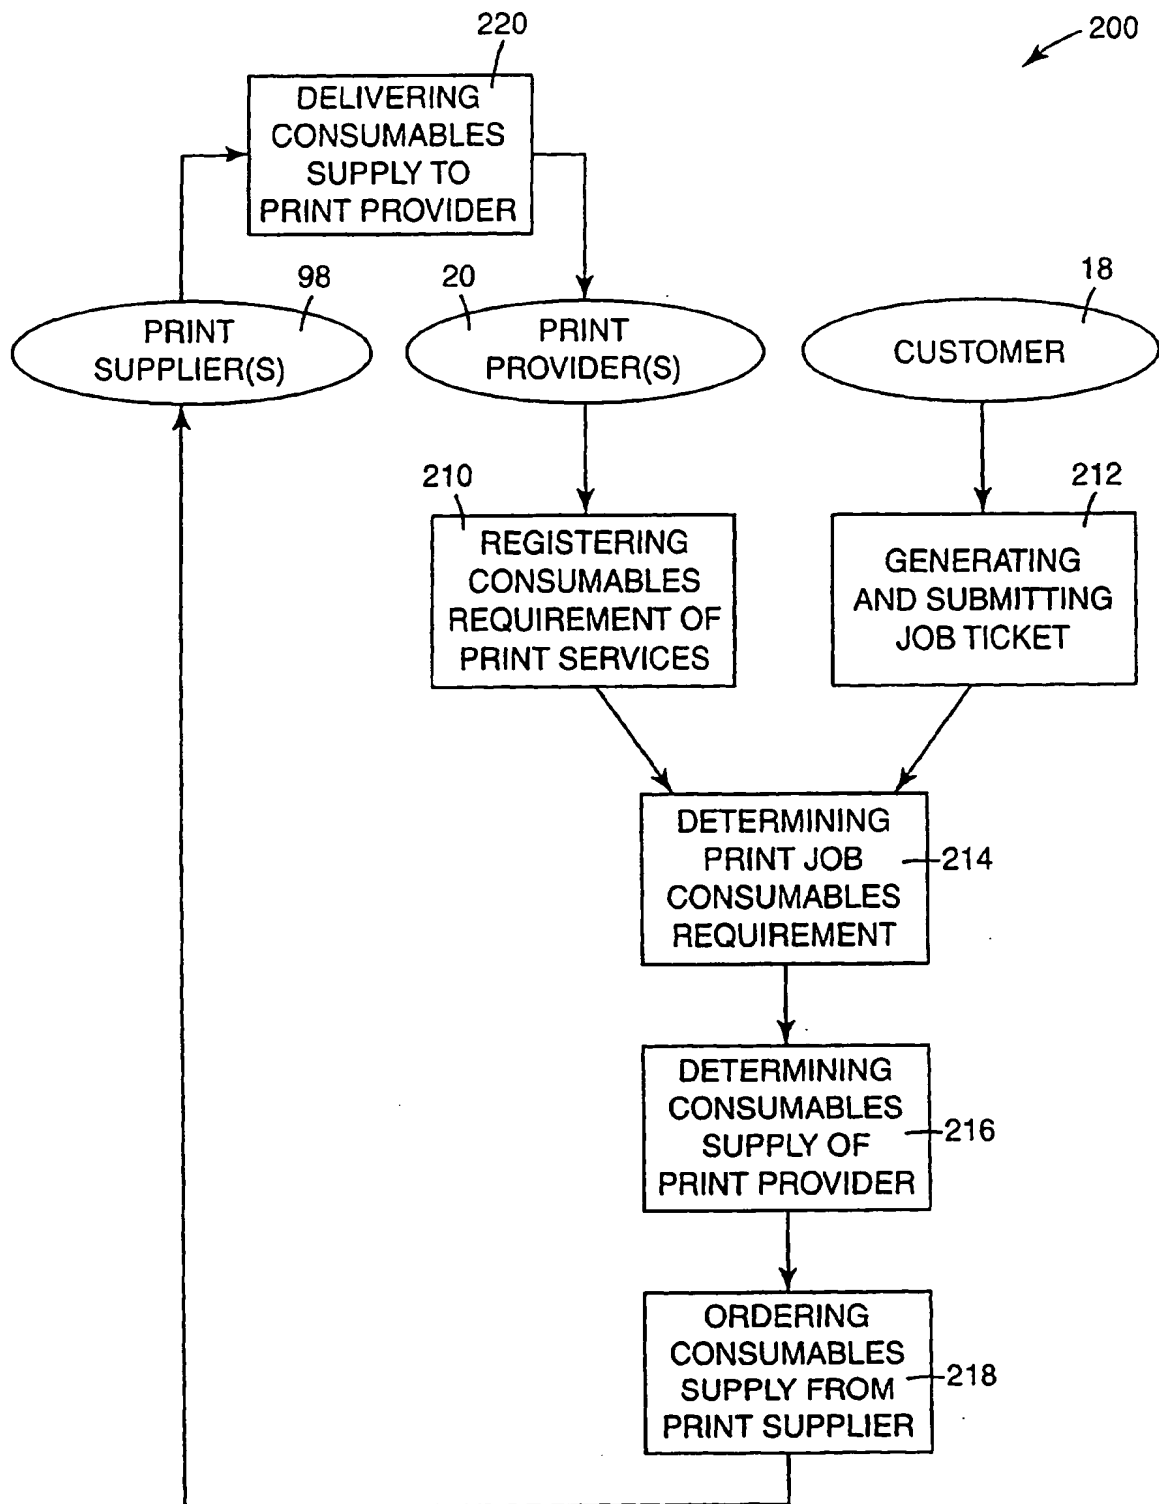 220
200
DELIVERING
CONSUMABLES
SUPPLY TO
PRINT PROVIDER
98
20
18
PRINT
SUPPLIER(S)
PRINT
PROVIDER(S)
CUSTOMER
210
212
REGISTERING
CONSUMABLES
REQUIREMENT OF
PRINT SERVICES
GENERATING
AND SUBMITTING
JOB TICKET
DETERMINING
PRINT JOB
CONSUMABLES
REQUIREMENT
214
DETERMINING
CONSUMABLES
SUPPLY OF
PRINT PROVIDER
216
ORDERING
CONSUMABLES
SUPPLY FROM
PRINT SUPPLIER
218